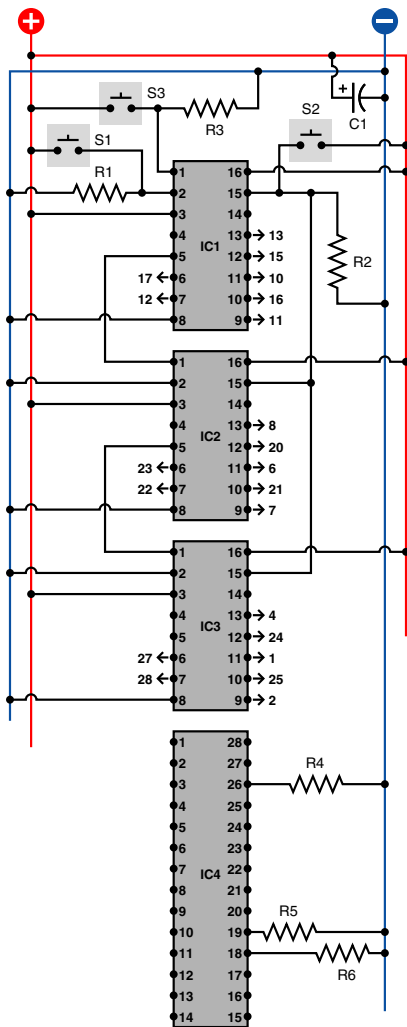 + −
S3
+
C1
R3
S2
S1
1 16
R1 2 15
3 14
4 13 13
IC1
5 12 15
R2
17 6 11 10
12 7 10 16
8 9 11
1 16
2 15
3 14
4 13 8
IC2
5 12 20
23 6 11 6
22 7 10 21
8 9 7
1 16
2 15
3 14
4 13 4
IC3
5 12 24
27 6 11 1
28 7 10 25
8 9 2
1 28
2 27
R4
3 26
4 25
5 24
6 23
7 22
IC4
8 21
9 20
R5
10 19
11 18
R6
12 17
13 16
14 15